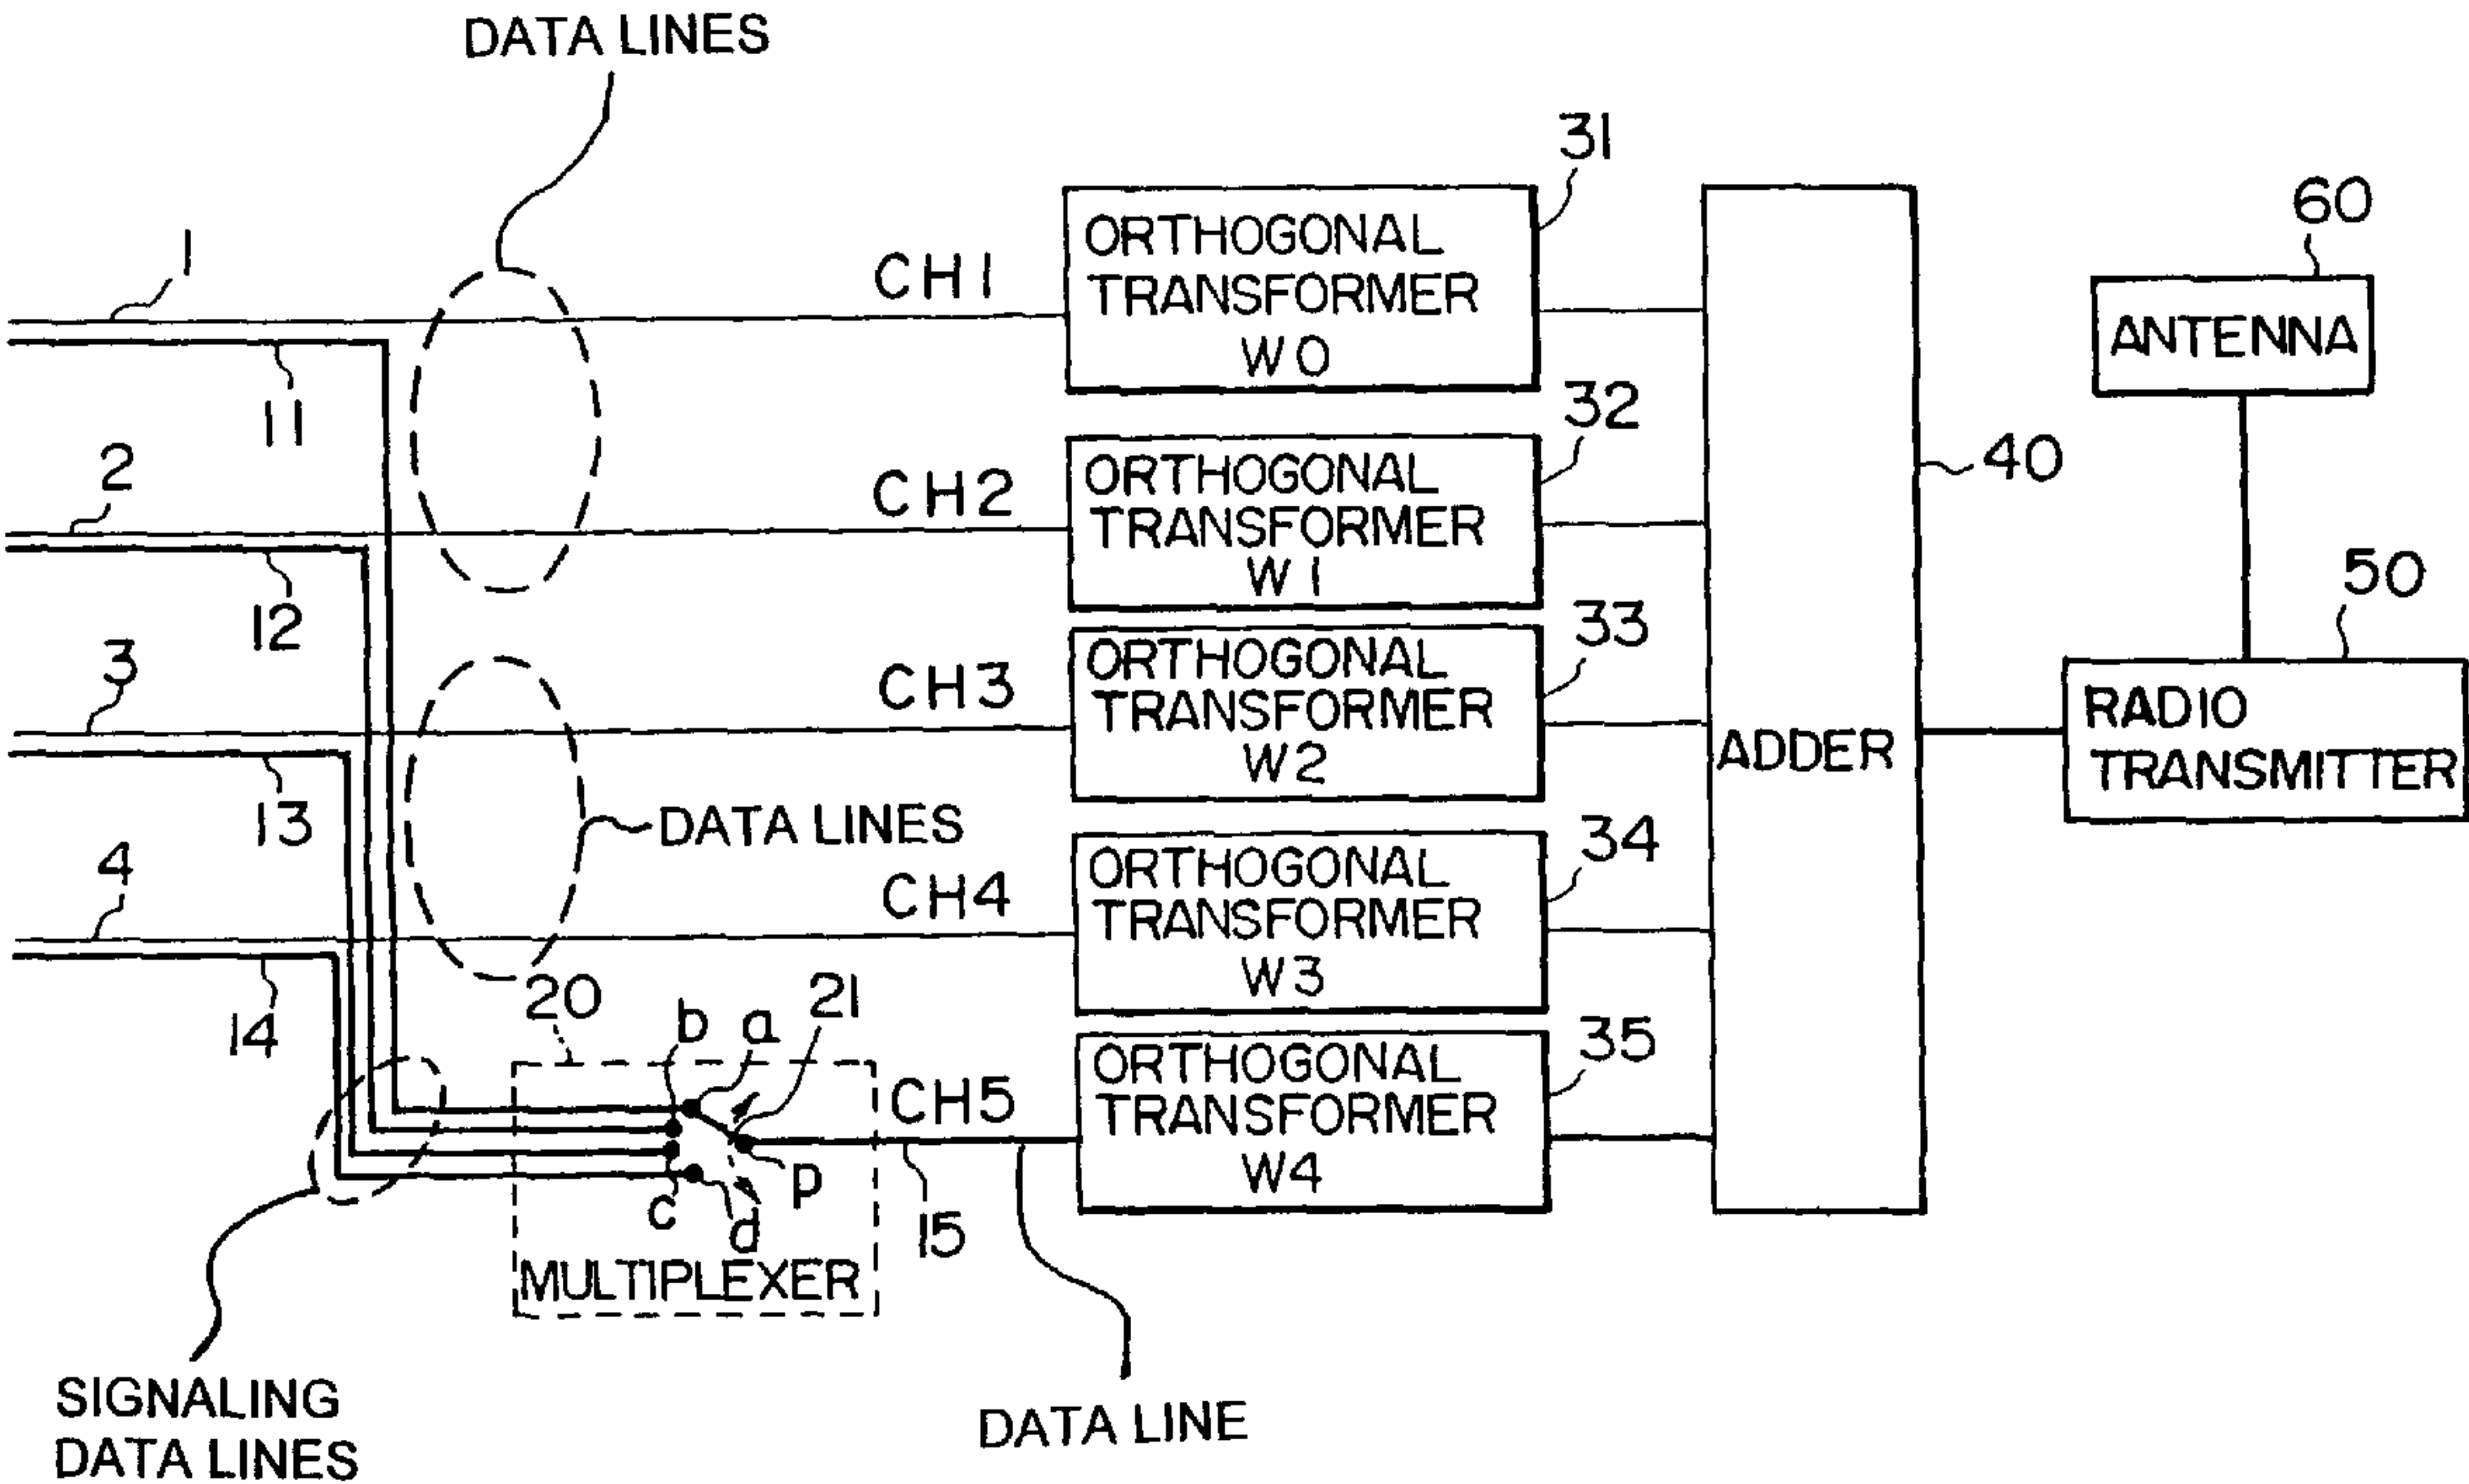 DATA LINES
31
60
1
CH1
ORTHOGONAL
TRANSFORMER
W0
ANTENNA
11
32
2
CH2
ORTHOGONAL
TRANSFORMER
W1
40
12
50
3
33
CH3
ORTHOGONAL
TRANSFORMER
W2
RADIO
TRANSMITTER
ADDER
13
DATA LINES
34
4
CH4
ORTHOGONAL
TRANSFORMER
W3
14
20
b
a
21
35
CH5
ORTHOGONAL
TRANSFORMER
W4
c
d
p
15
MULTIPLEXER
SIGNALING
DATA LINES
DATA LINE